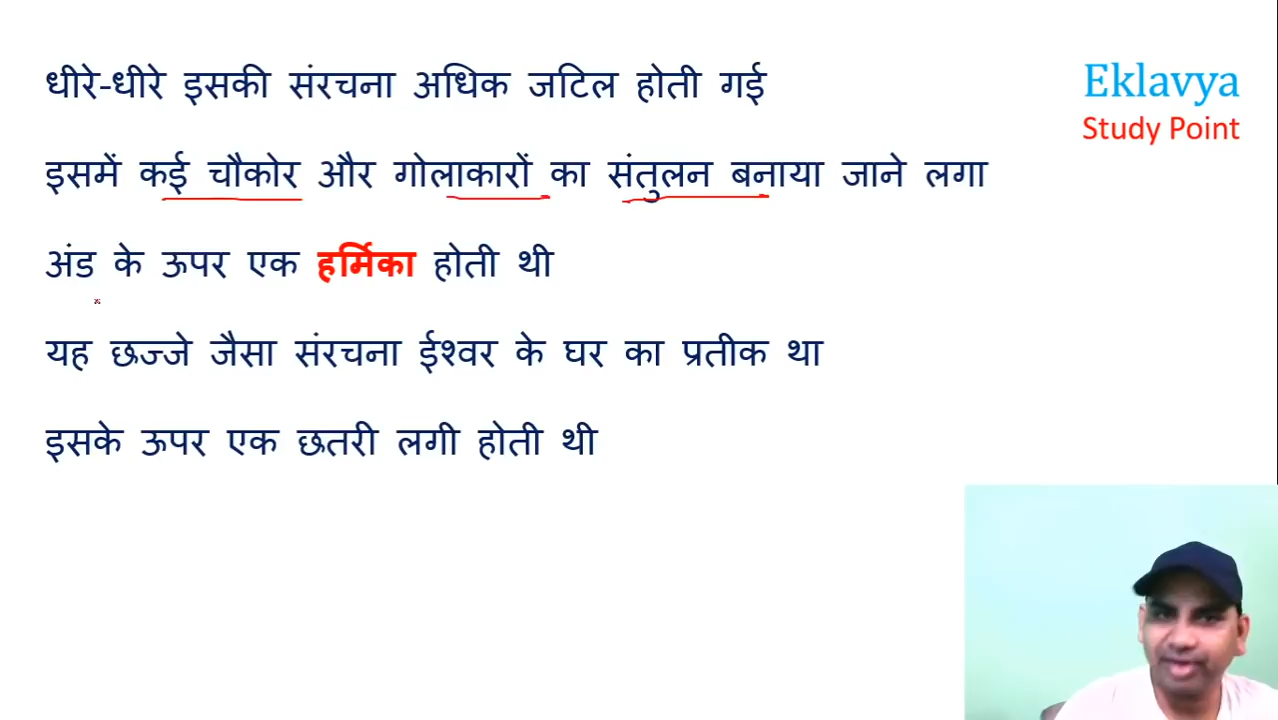 धीरे-धीरे इसकी संरचना अधिक जटिल होती गई
Eklavya
Study Point
इसमें कई चौकोर और गोलाकारों का संतुलन बनाया जाने लगा
अंड के ऊपर एक हर्मिका होती थी
यह छज्जे जैसा संरचना ईश्वर के घर का प्रतीक था
इसके ऊपर एक छतरी लगी होती थी